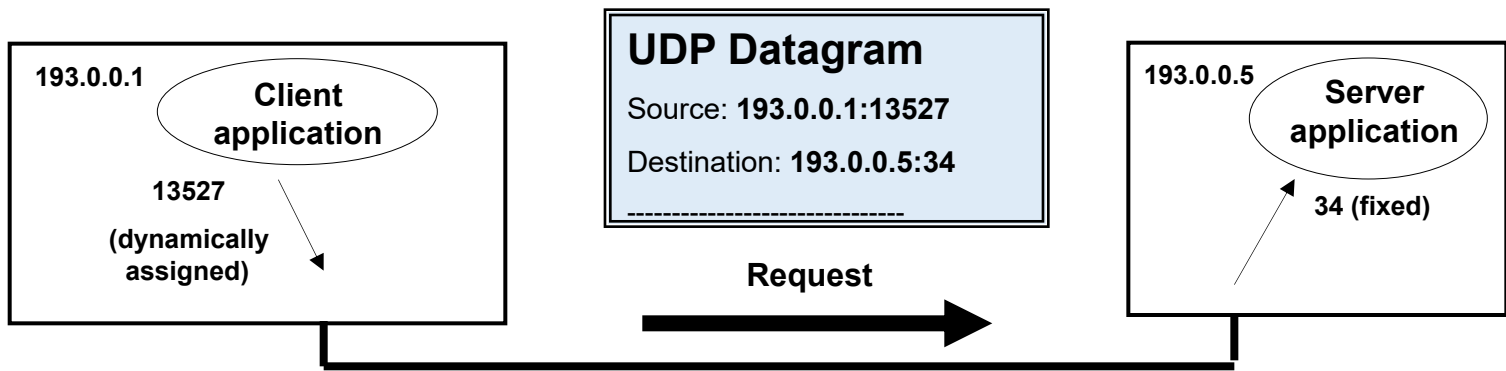 193.0.0.1
Client
application
13527
(dynamically
assigned)
UDP Datagram
Source: 193.0.0.1:13527
Destination: 193.0.0.5:34
-------------------------------
Request
193.0.0.5
Server
application
34 (fixed)